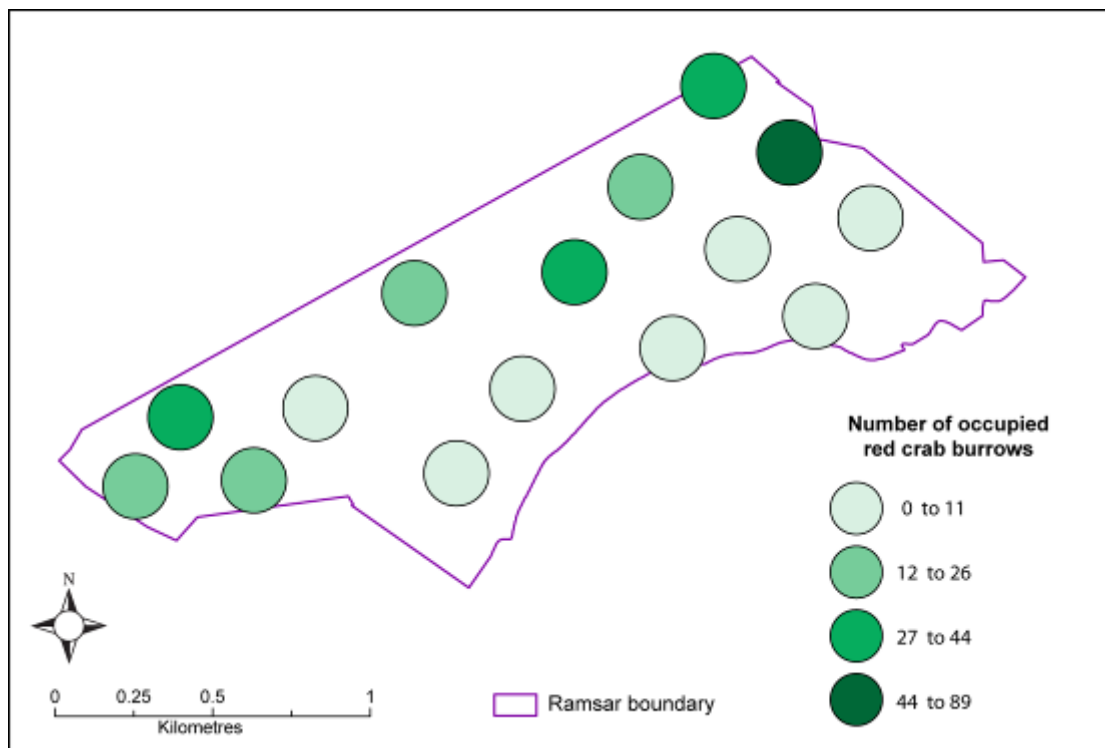 Number of occupied
red crab burrows
0 to 11
12 to 26
27 to 44
44 to 89
N
0 0.25 0.5 1
Kilometres
Ramsar boundary